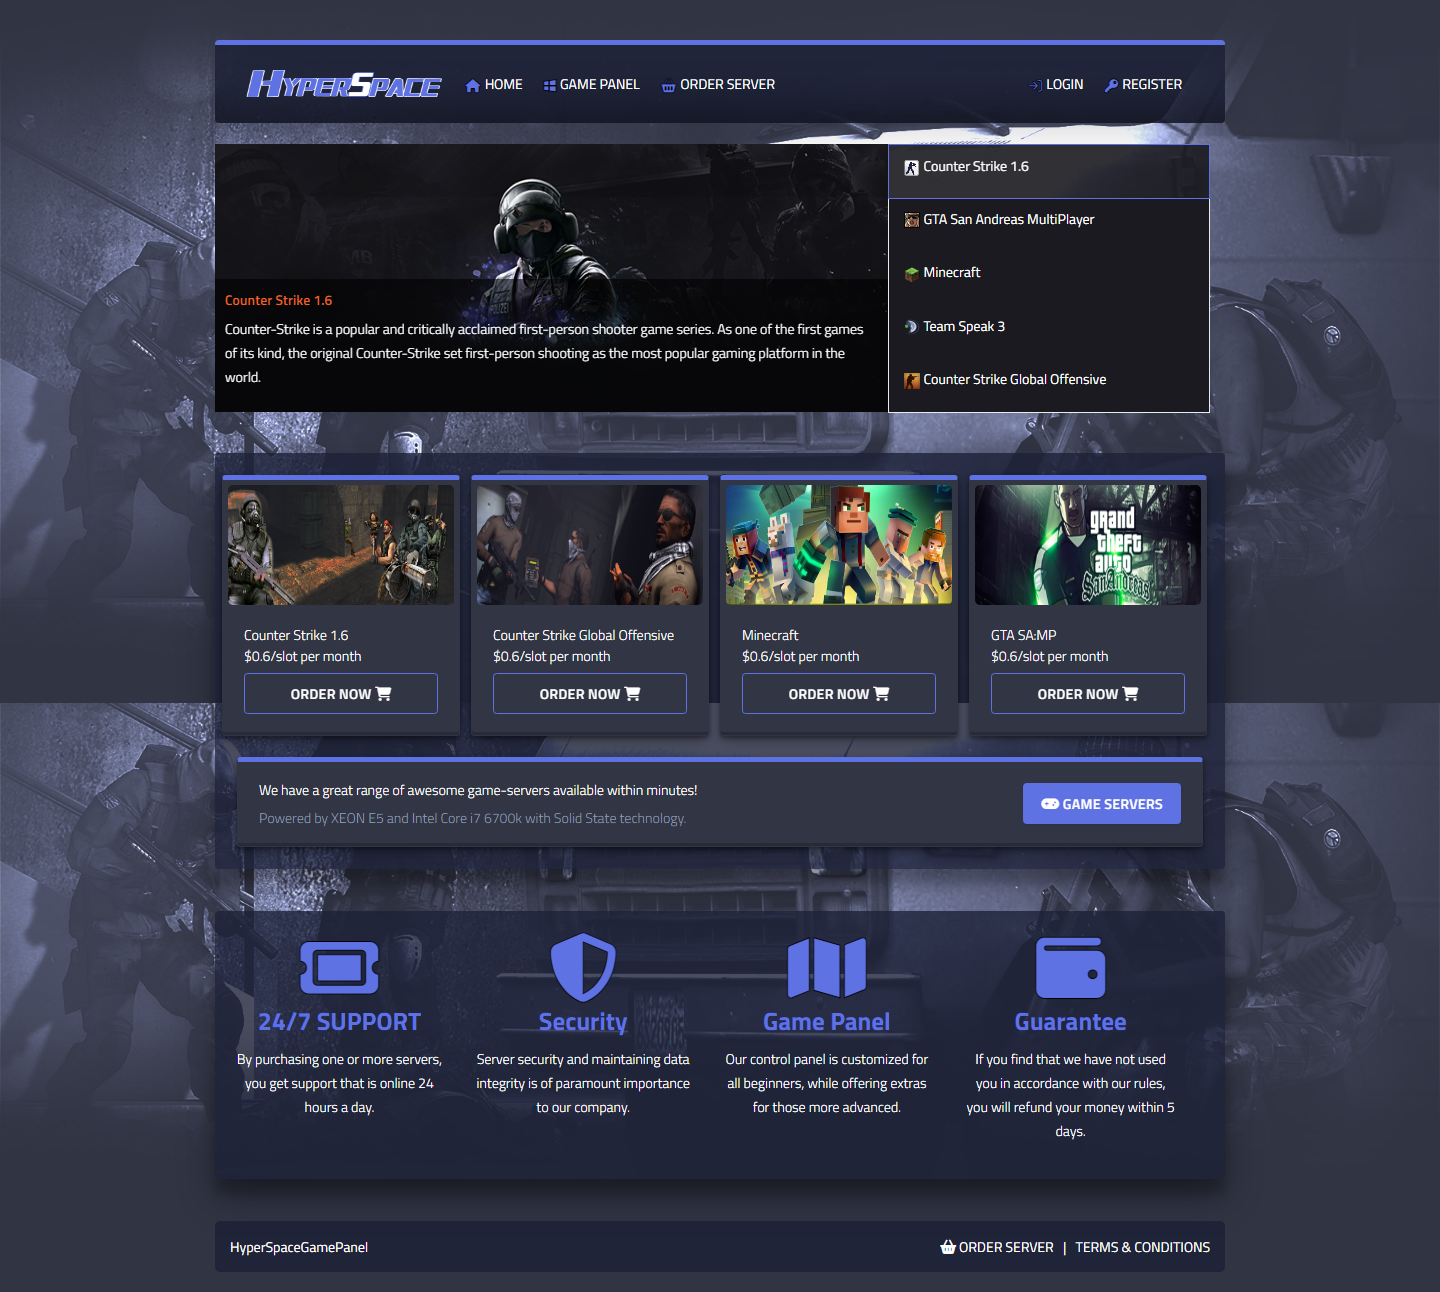 HYPERSPACE
HOME
GAME PANEL
ORDER SERVER
LOGIN
REGISTER
Counter Strike 1.6
Counter-Strike is a popular and critically acclaimed first-person shooter game series. As one of the first games
of its kind, the original Counter-Strike set first-person shooting as the most popular gaming platform in the
world.
Counter Strike 1.6
GTA San Andreas MultiPlayer
Minecraft
Team Speak 3
Counter Strike Global Offensive
grand
theft
auto
San Andreas
Counter Strike 1.6
$0.6/slot per month
ORDER NOW
Counter Strike Global Offensive
$0.6/slot per month
ORDER NOW
Minecraft
$0.6/slot per month
ORDER NOW
GTA SA:MP
$0.6/slot per month
ORDER NOW
We have a great range of awesome game-servers available within minutes!
Powered by XEON E5 and Intel Core i7 6700k with Solid State technology.
GAME SERVERS
24/7 SUPPORT
By purchasing one or more servers,
you get support that is online 24
hours a day.
Security
Server security and maintaining data
integrity is of paramount importance
to our company.
Game Panel
Our control panel is customized for
all beginners, while offering extras
for those more advanced.
Guarantee
If you find that we have not used
you in accordance with our rules,
you will refund your money within 5
days.
HyperSpaceGamePanel
ORDER SERVER | TERMS & CONDITIONS